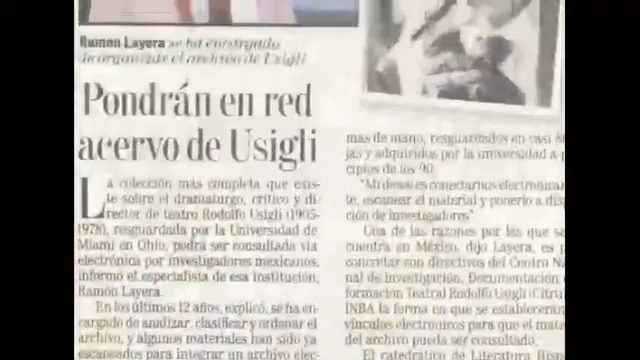 Ramón Layera se ha encargado
de organizar el archivo de Usigli
Pondrán en red
acervo de Usigli
La colección más completa que exis-
te sobre el dramaturgo, crítico y di-
rector de teatro Rodolfo Usigli (1905-
1978), resguardada por la Universidad de
Miami en Ohio, podrá ser consultada vía
electrónica por investigadores mexicanos,
informó el especialista de esa institución,
Ramón Layera.
En los últimos 12 años, explicó, se ha en-
cargado de analizar, clasificar y ordenar el
archivo, y algunos materiales han sido ya
escaneados para integrar un archivo elec-
mas de mano, resguardados en casi
jas y adquiridos por la universidad a
cipios de los 90.
"Mi deseo es conectarnos electrónica
te, escanear el material y ponerlo a dis
ción de investigadores".
Una de las razones por las que s
cuentra en México, dijo Layera, es p
concretar con directivos del Centro Na
nal de Investigación, Documentación
formación Teatral Rodolfo Usigli (Citru
INBA la forma en que se establecerán
vínculos electrónicos para que el mate
del archivo pueda ser consultado.
El catedrático de Literatura Hispa